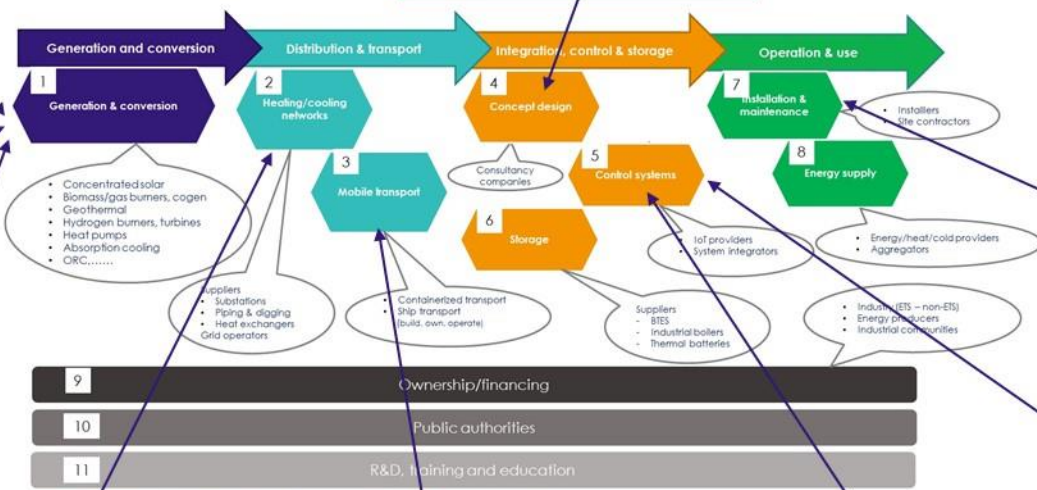 Generation and conversion
Distribution & transport
Integration, control & storage
Operation & use
1
Generation & conversion
2
Heating/cooling
networks
3
Mobile transport
4
Concept design
5
Control systems
6
Storage
7
Installation &
maintenance
8
Energy supply
• Concentrated solar
• Biomass/gas burners, cogen
• Geothermal
• Hydrogen burners, turbines
• Heat pumps
• Absorption cooling
• ORC,......
Suppliers
• Substations
• Piping & digging
• Heat exchangers
Grid operators
• Containerized transport
• Ship transport
(build, own, operate)
Consultancy
companies
• IoT providers
• System integrators
Suppliers
- BTES
- Industrial boilers
- Thermal batteries
• Installers
• Site contractors
• Energy/heat/cold providers
• Aggregators
• Industry (ETS – non-ETS)
• Energy producers
• Industrial communities
9
Ownership/financing
10
Public authorities
11
R&D, training and education